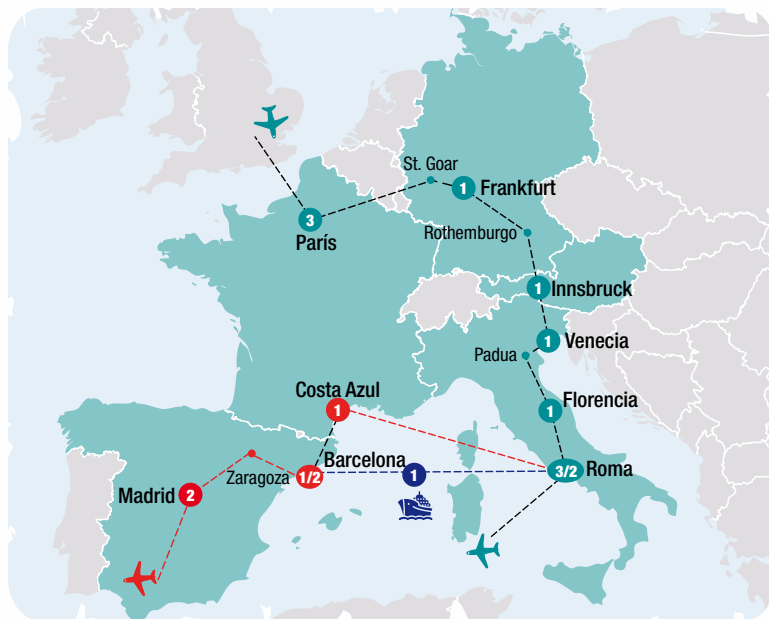 St. Goar
1
Frankfurt
3
París
Rothemburgo
1
Innsbruck
1
Venecia
Padua
Costa Azul
1
1
Florencia
Barcelona
Zaragoza
1/2
1
3/2
Roma
Madrid
2